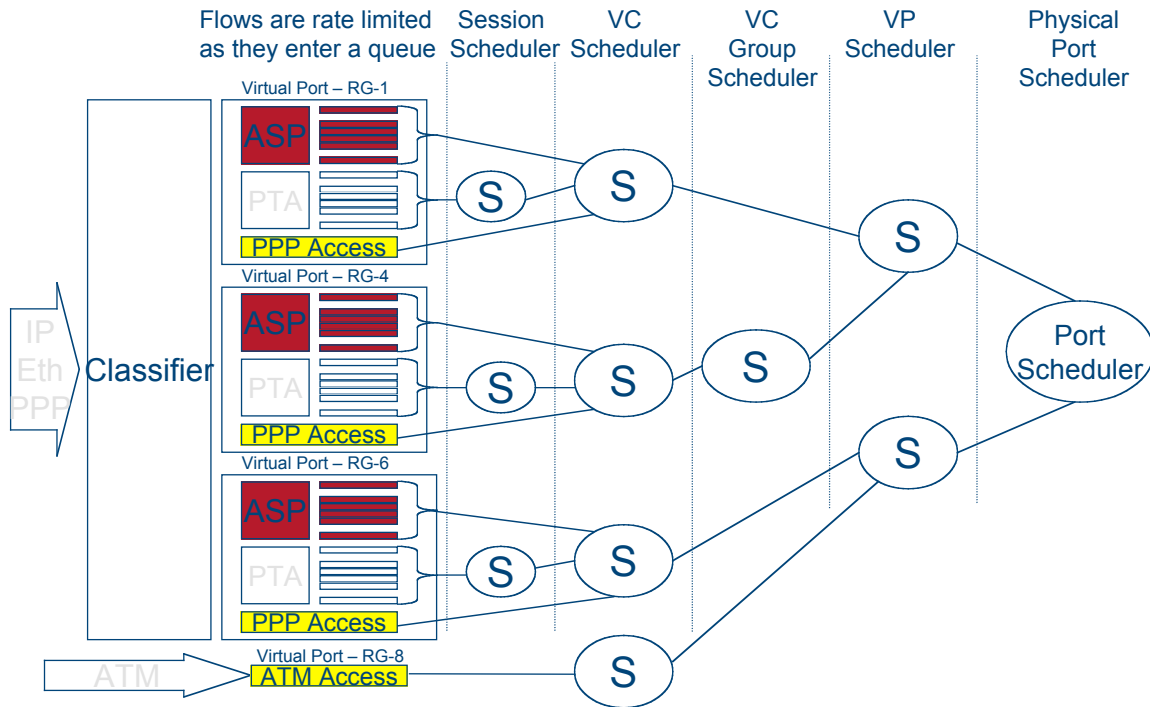 Flows are rate limited
as they enter a queue
Session
Scheduler
VC
Scheduler
VC
Group
Scheduler
VP
Scheduler
Physical
Port
Scheduler
Virtual Port – RG-1
ASP
PTA
PPP Access
S
S
S
Virtual Port – RG-4
ASP
PTA
PPP Access
S
S
S
IP
Eth
PPP
Classifier
Port
Scheduler
Virtual Port – RG-6
ASP
PTA
PPP Access
S
S
S
Virtual Port – RG-8
ATM
ATM Access
S